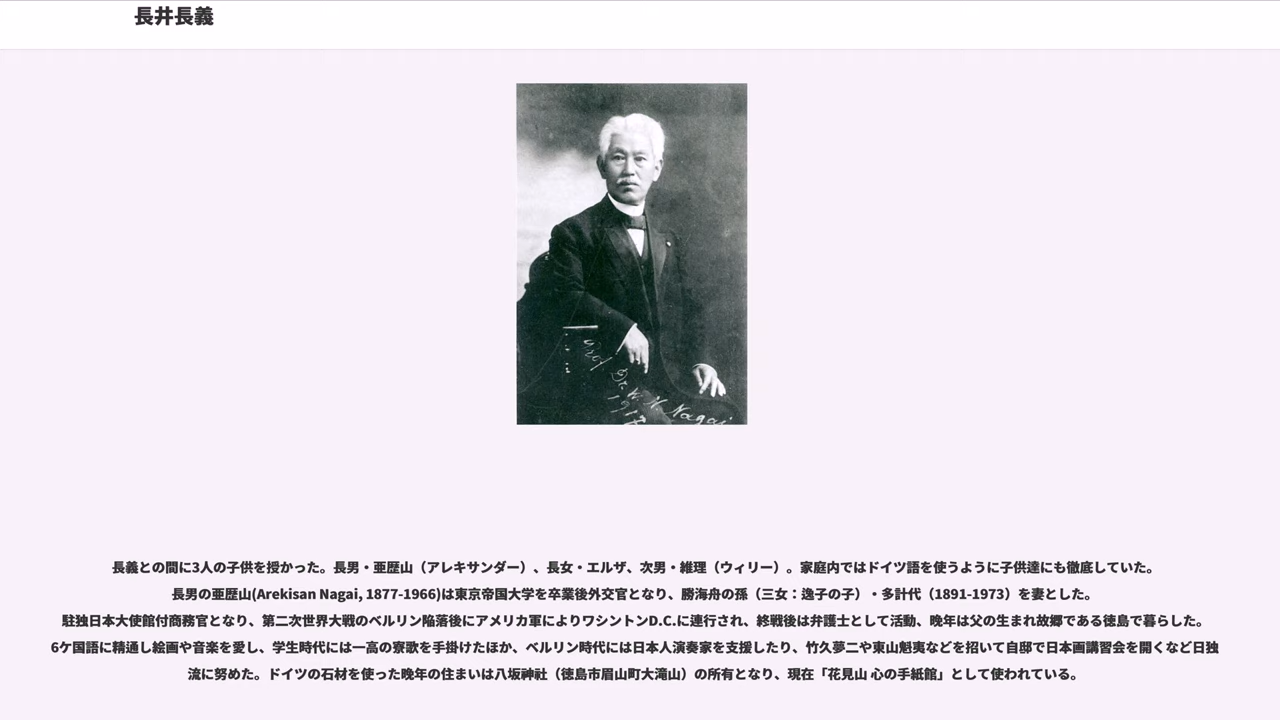 長井長義
Prof Dr. W. N. Nagai
1917
長義との間に3人の子供を授かった。長男・亜歴山（アレキサンダー）、長女・エルザ、次男・維理（ウィリー）。家庭内ではドイツ語を使うように子供達にも徹底していた。
長男の亜歴山(Arekisan Nagai, 1877-1966)は東京帝国大学を卒業後外交官となり、勝海舟の孫（三女：逸子の子）・多計代（1891-1973）を妻とした。
駐独日本大使館付商務官となり、第二次世界大戦のベルリン陥落後にアメリカ軍によりワシントンD.C.に連行され、終戦後は弁護士として活動、晩年は父の生まれ故郷である徳島で暮らした。
6ケ国語に精通し絵画や音楽を愛し、学生時代には一高の寮歌を手掛けたほか、ベルリン時代には日本人演奏家を支援したり、竹久夢二や東山魁夷などを招いて自邸で日本画講習会を開くなど日独
流に努めた。ドイツの石材を使った晩年の住まいは八坂神社（徳島市眉山町大滝山）の所有となり、現在「花見山 心の手紙館」として使われている。